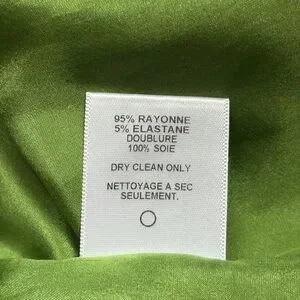 95% RAYONNE
5% ELASTANE
DOUBLURE
100% SOIE
DRY CLEAN ONLY
NETTOYAGE A SEC
SEULEMENT.